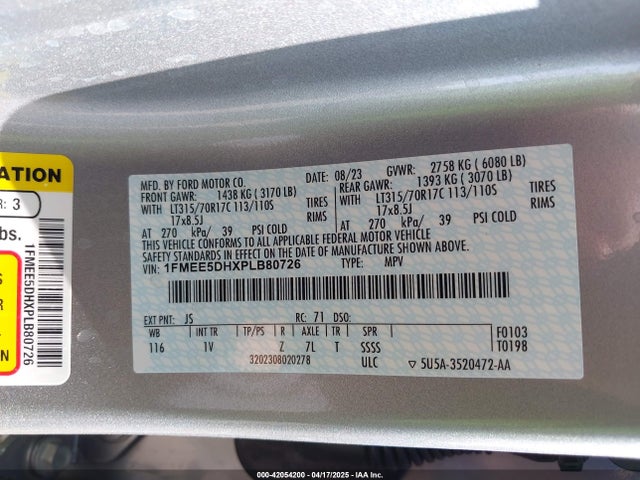 ATION
R: 3
bs.
1FMEE5DHXPLB80726
MFD. BY FORD MOTOR CO.
DATE: 08/23 GVWR: 2758 KG ( 6080 LB)
FRONT GAWR: 1438 KG ( 3170 LB)
REAR GAWR: 1393 KG ( 3070 LB)
WITH LT315/70R17C 113/110S TIRES
WITH LT315/70R17C 113/110S TIRES
17x8.5J RIMS
17x8.5J RIMS
AT 270 kPa/ 39 PSI COLD
AT 270 kPa/ 39 PSI COLD
THIS VEHICLE CONFORMS TO ALL APPLICABLE FEDERAL MOTOR VEHICLE
SAFETY STANDARDS IN EFFECT ON THE DATE OF MANUFACTURE SHOWN ABOVE.
VIN: 1FMEE5DHXPLB80726 TYPE: MPV
EXT PNT: JS RC: 71 DSO:
WB INT TR TP/PS R AXLE TR SPR
116 1V Z 7L T SSSS
F0103
T0198
3202308020278 ULC ▽ 5U5A-3520472-AA
000-42054200 - 04/17/2025 - IAA Inc.